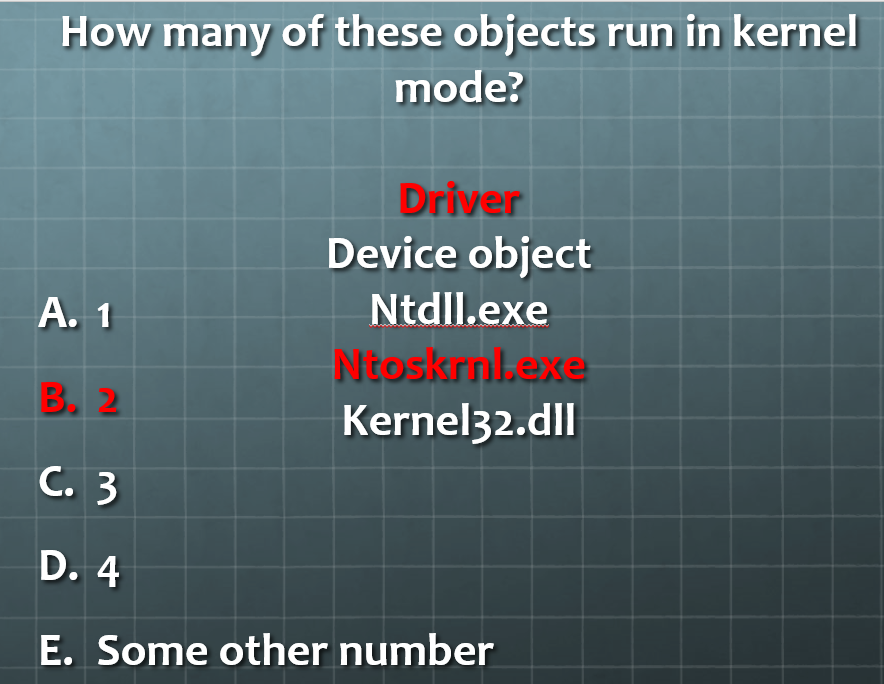 How many of these objects run in kernel
mode?
Driver
Device object
Ntdll.exe
Ntoskrnl.exe
Kernel32.dll
A. 1
B. 2
C. 3
D. 4
E. Some other number